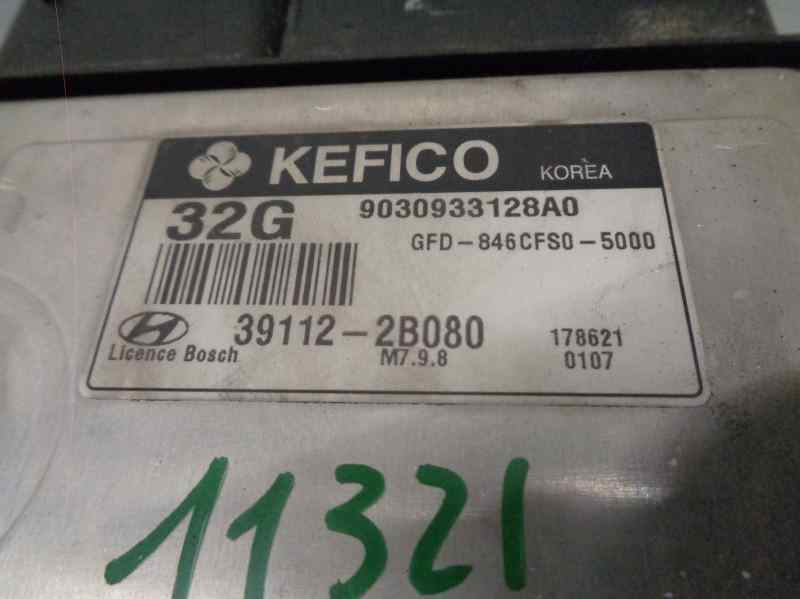 KEFICO KOREA
32G 9030933128A0
GFD-846CFS0-5000
39112-2B080 178621
Licence Bosch M7.9.8 0107
11321